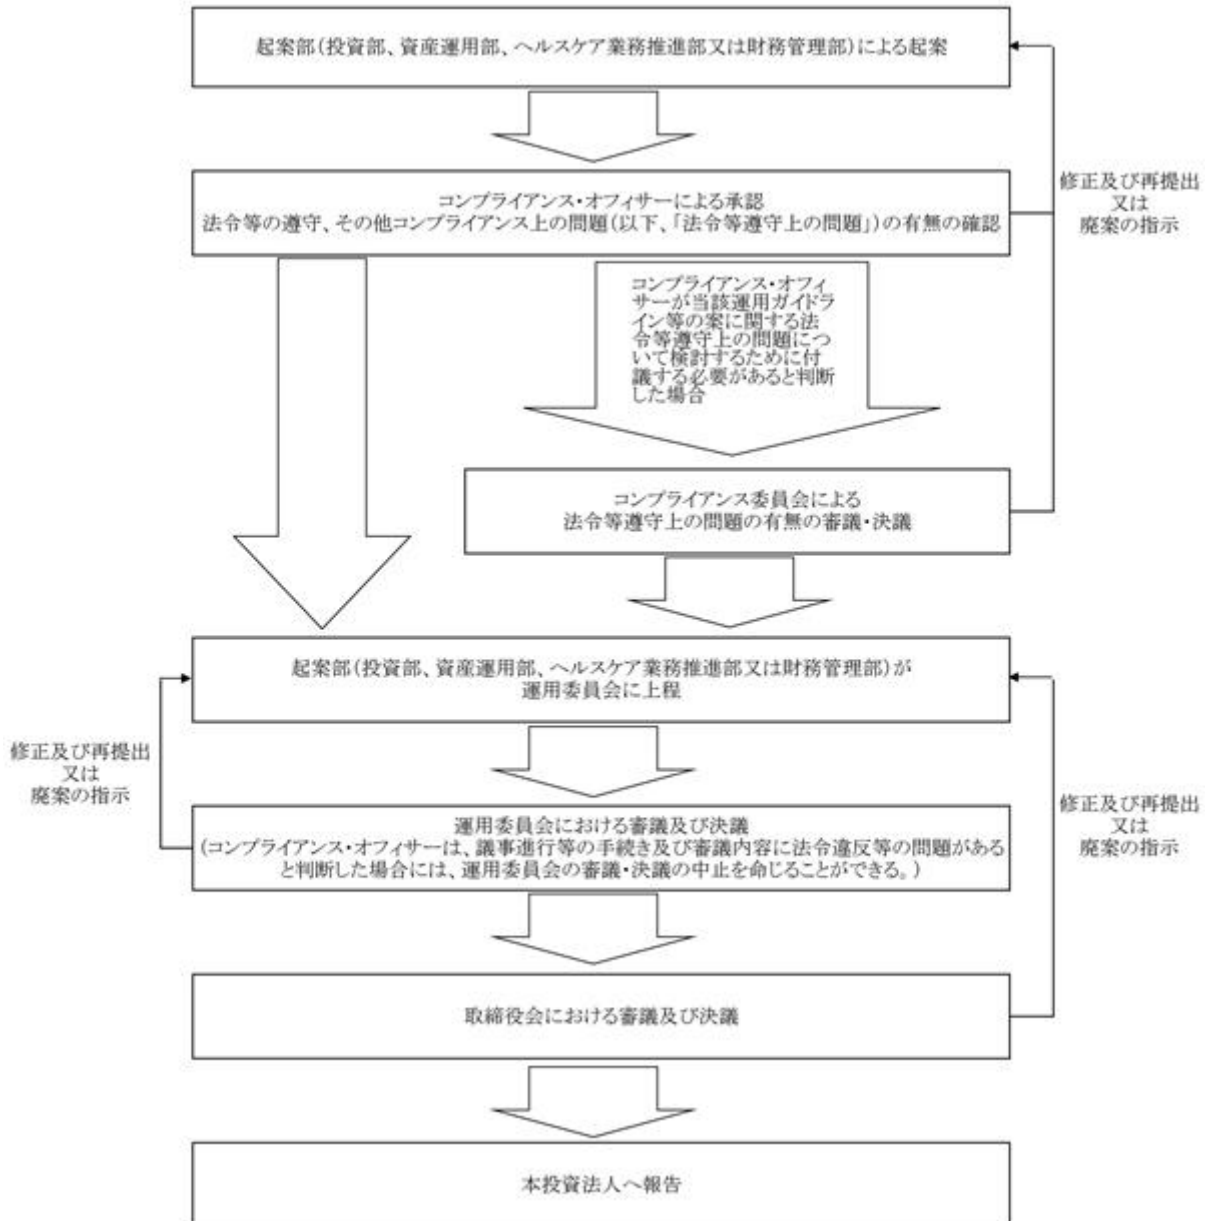 起案部(投資部、資産運用部、ヘルスケア業務推進部又は財務管理部)による起案
修正及び再提出
又は
廃案の指示
コンプライアンス・オフィサーによる承認
法令等の遵守、その他コンプライアンス上の問題(以下、「法令等遵守上の問題」)の有無の確認
コンプライアンス・オフィ
サーが当該運用ガイドラ
イン等の案に関する法
令等遵守上の問題につ
いて検討するために付
議する必要があると判断
した場合
コンプライアンス委員会による
法令等遵守上の問題の有無の審議・決議
起案部(投資部、資産運用部、ヘルスケア業務推進部又は財務管理部)が
運用委員会に上程
修正及び再提出
又は
廃案の指示
運用委員会における審議及び決議
(コンプライアンス・オフィサーは、議事進行等の手続き及び審議内容に法令違反等の問題がある
と判断した場合には、運用委員会の審議・決議の中止を命じることができる。)
修正及び再提出
又は
廃案の指示
取締役会における審議及び決議
本投資法人へ報告